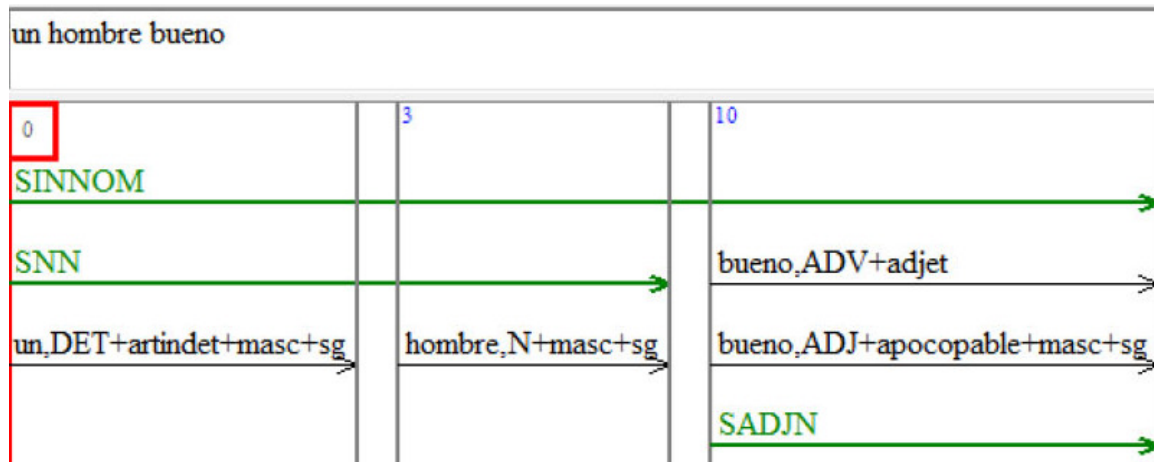 un hombre bueno
0 3 10
SINNOM
SNN bueno,ADV+adjet
un,DET+artindet+masc+sg hombre,N+masc+sg bueno,ADJ+apocopable+masc+sg
SADJN